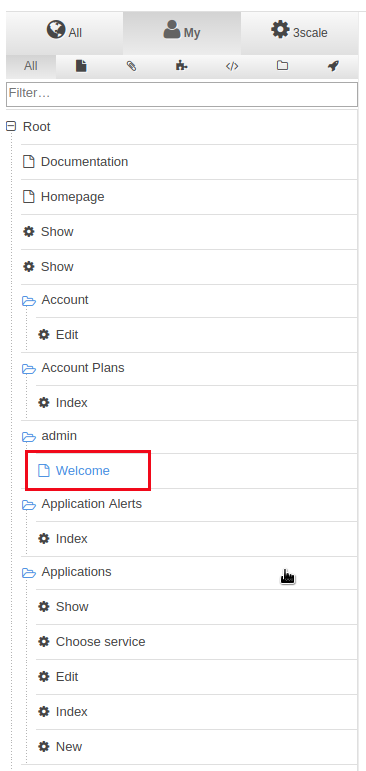 All My 3scale
All
Filter…
Root
Documentation
Homepage
Show
Show
Account
Edit
Account Plans
Index
admin
Welcome
Application Alerts
Index
Applications
Show
Choose service
Edit
Index
New